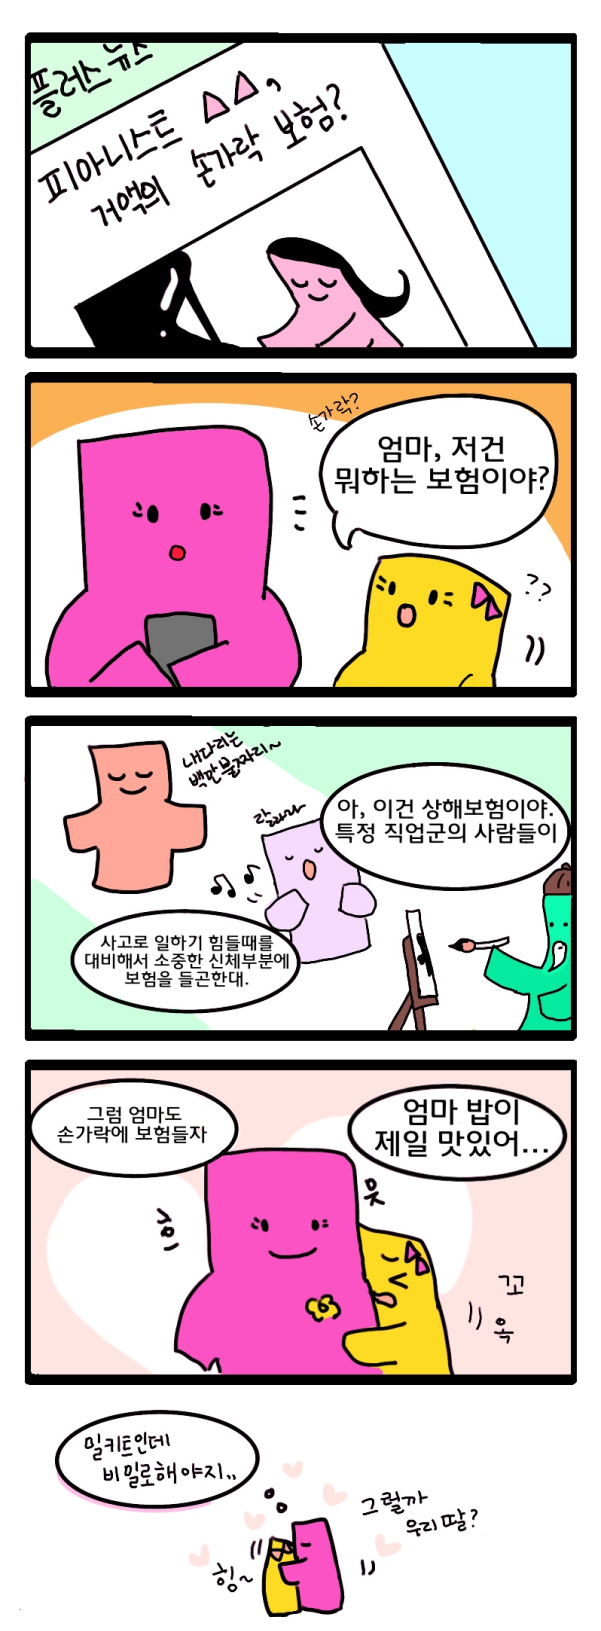 플러스 뉴스
피아니스트 △△,
거액의 손가락 보험?
손가락?
엄마, 저건
뭐하는 보험이야?
??
내다리는
백만불짜리~
랄라라
아, 이건 상해보험이야.
특정 직업군의 사람들이
사고로 일하기 힘들때를
대비해서 소중한 신체부분에
보험을 들곤한대.
그럼 엄마도
손가락에 보험들자
엄마 밥이
제일 맛있어...
흐
뭇
꼬
옥
밀키트인데
비밀로해야지..
그럴까
우리딸?
힝~